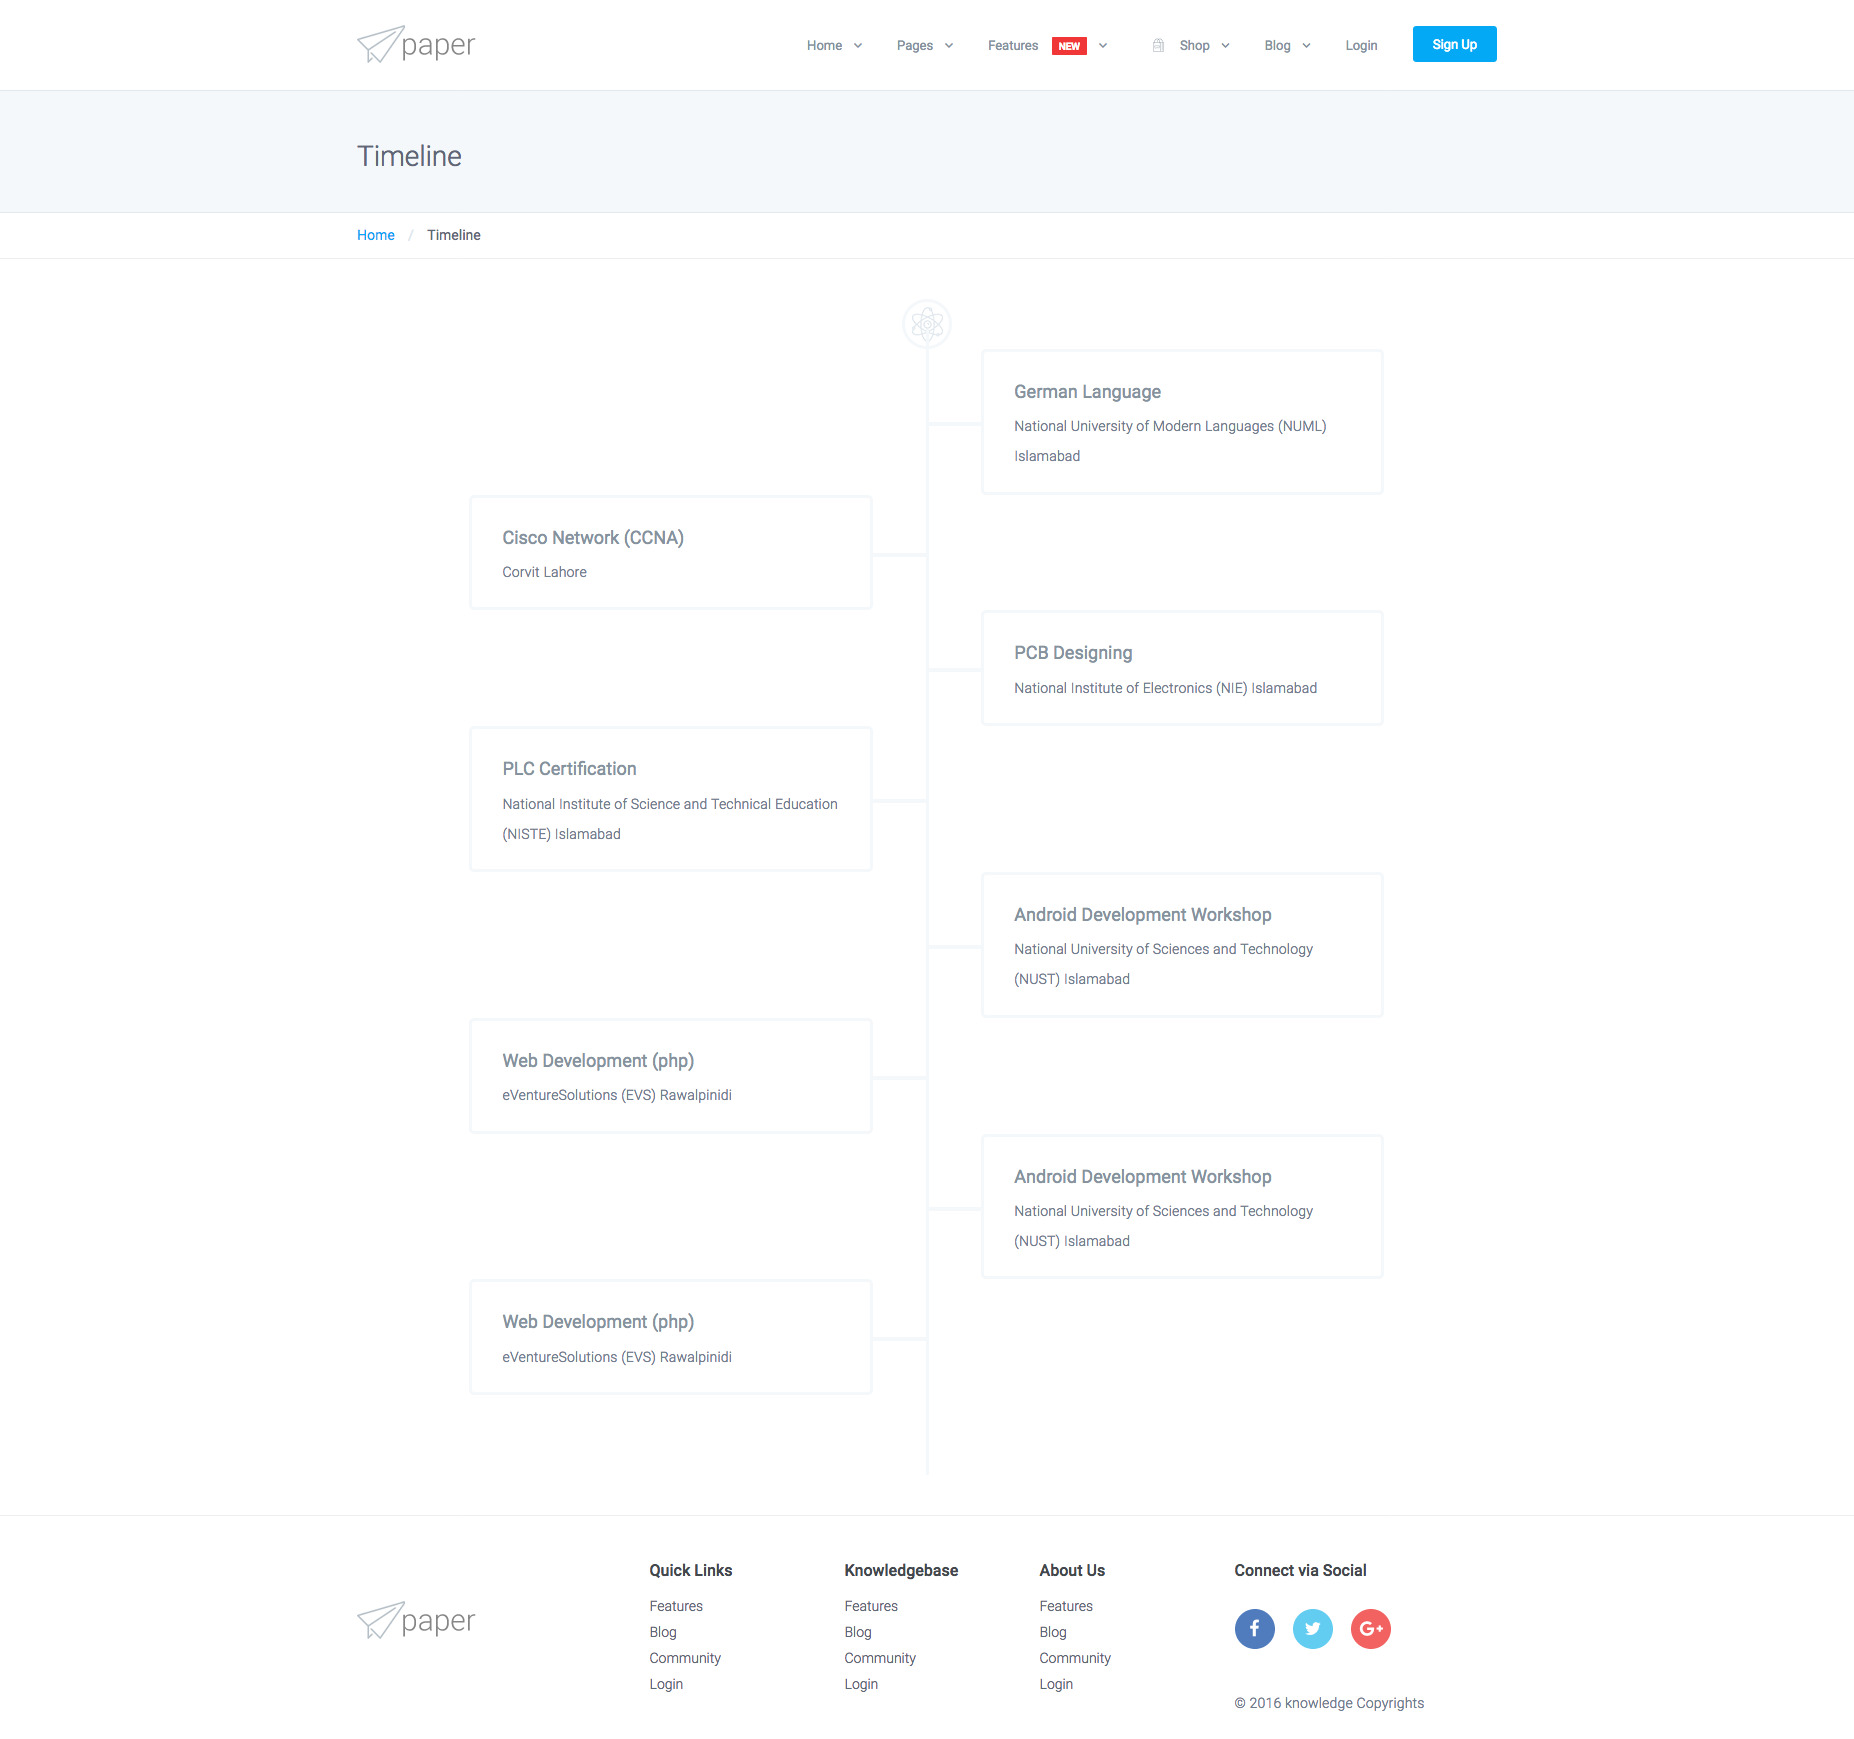 paper
Home Pages Features NEW Shop Blog Login Sign Up
Timeline
Home / Timeline
German Language
National University of Modern Languages (NUML)
Islamabad
Cisco Network (CCNA)
Corvit Lahore
PCB Designing
National Institute of Electronics (NIE) Islamabad
PLC Certification
National Institute of Science and Technical Education
(NISTE) Islamabad
Android Development Workshop
National University of Sciences and Technology
(NUST) Islamabad
Web Development (php)
eVentureSolutions (EVS) Rawalpinidi
Android Development Workshop
National University of Sciences and Technology
(NUST) Islamabad
Web Development (php)
eVentureSolutions (EVS) Rawalpinidi
paper
Quick Links
Features
Blog
Community
Login
Knowledgebase
Features
Blog
Community
Login
About Us
Features
Blog
Community
Login
Connect via Social
f G+
© 2016 knowledge Copyrights